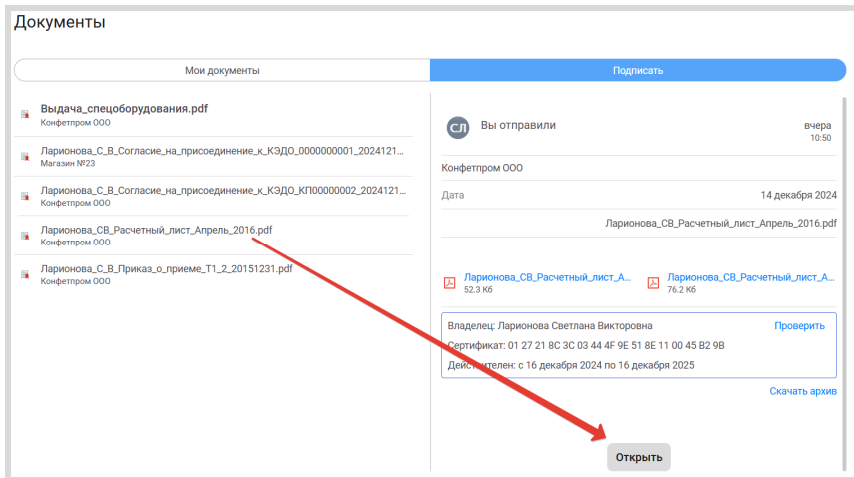 Документы
Мои документы
Подписать
Выдача_спецоборудования.pdf
Конфетпром ООО
Ларионова_С_В_Согласие_на_присоединение_к_КЭДО_0000000001_2024121...
Магазин №23
Ларионова_С_В_Согласие_на_присоединение_к_КЭДО_КП00000002_2024121...
Конфетпром ООО
Ларионова_СВ_Расчетный_лист_Апрель_2016.pdf
Конфетпром ООО
Ларионова_С_В_Приказ_о_приеме_Т1_2_20151231.pdf
Конфетпром ООО
СЛ
Вы отправили
вчера
10:50
Конфетпром ООО
Дата
14 декабря 2024
Ларионова_СВ_Расчетный_лист_Апрель_2016.pdf
Ларионова_СВ_Расчетный_лист_А...
52.3 Кб
Ларионова_СВ_Расчетный_лист_А...
76.2 Кб
Владелец: Ларионова Светлана Викторовна
Проверить
Сертификат: 01 27 21 8C 3C 03 44 4F 9E 51 8E 11 00 45 B2 9B
Действителен: с 16 декабря 2024 по 16 декабря 2025
Скачать архив
Открыть